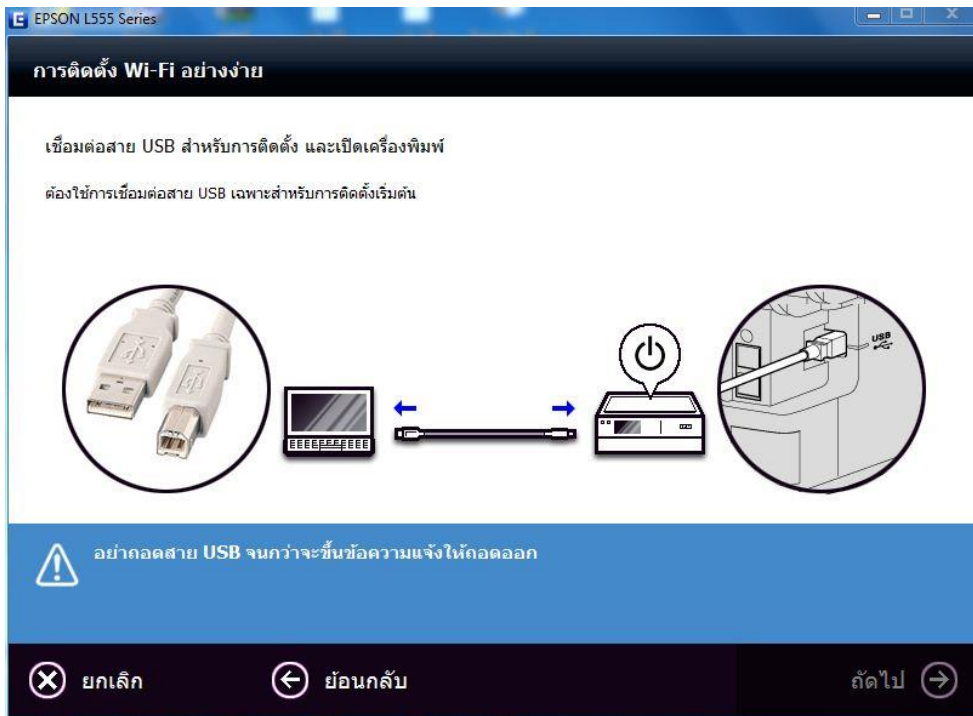 EPSON L555 Series
การติดตั้ง Wi-Fi อย่างง่าย
เชื่อมต่อสาย USB สำหรับการติดตั้ง และเปิดเครื่องพิมพ์
ต้องใช้การเชื่อมต่อสาย USB เฉพาะสำหรับการติดตั้งเริ่มต้น
USB
อย่าถอดสาย USB จนกว่าจะขึ้นข้อความแจ้งให้ถอดออก
ยกเลิก ย้อนกลับ ถัดไป